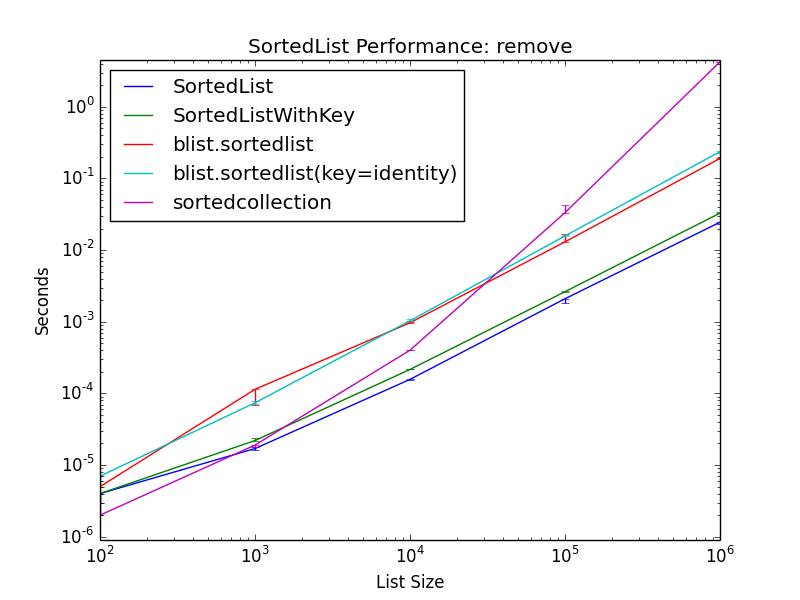 SortedList Performance: remove
SortedList
SortedListWithKey
blist.sortedlist
blist.sortedlist(key=identity)
sortedcollection
Seconds
10^0
10^-1
10^-2
10^-3
10^-4
10^-5
10^-6
10^2 10^3 10^4 10^5 10^6
List Size